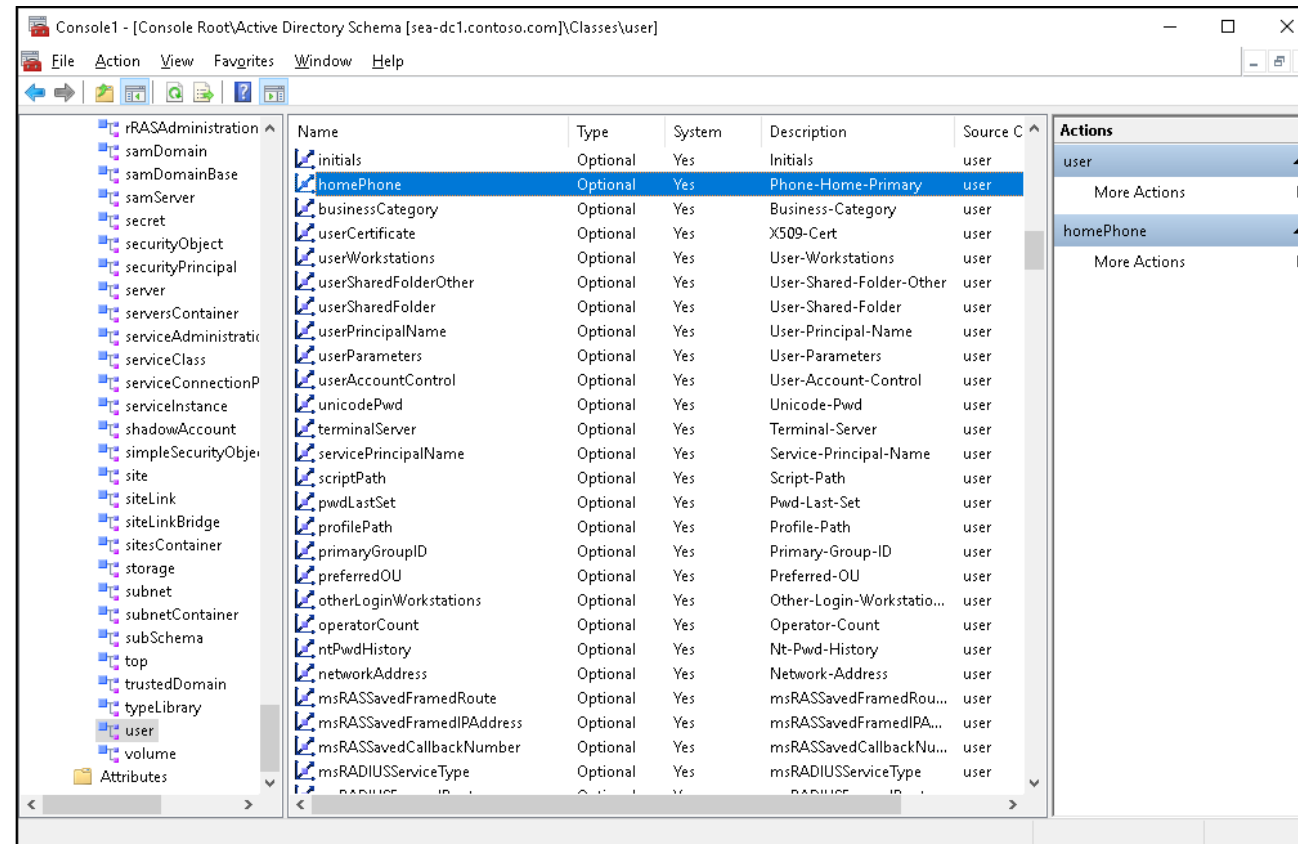 Console1 - [Console Root\Active Directory Schema [sea-dc1.contoso.com]\Classes\user]
File Action View Favorites Window Help
rRASAdministration
samDomain
samDomainBase
samServer
secret
securityObject
securityPrincipal
server
serversContainer
serviceAdministratic
serviceClass
serviceConnectionP
serviceInstance
shadowAccount
simpleSecurityObje
site
siteLink
siteLinkBridge
sitesContainer
storage
subnet
subnetContainer
subSchema
top
trustedDomain
typeLibrary
user
volume
Attributes
Name Type System Description Source C
initials Optional Yes Initials user
homePhone Optional Yes Phone-Home-Primary user
businessCategory Optional Yes Business-Category user
userCertificate Optional Yes X509-Cert user
userWorkstations Optional Yes User-Workstations user
userSharedFolderOther Optional Yes User-Shared-Folder-Other user
userSharedFolder Optional Yes User-Shared-Folder user
userPrincipalName Optional Yes User-Principal-Name user
userParameters Optional Yes User-Parameters user
userAccountControl Optional Yes User-Account-Control user
unicodePwd Optional Yes Unicode-Pwd user
terminalServer Optional Yes Terminal-Server user
servicePrincipalName Optional Yes Service-Principal-Name user
scriptPath Optional Yes Script-Path user
pwdLastSet Optional Yes Pwd-Last-Set user
profilePath Optional Yes Profile-Path user
primaryGroupID Optional Yes Primary-Group-ID user
preferredOU Optional Yes Preferred-OU user
otherLoginWorkstations Optional Yes Other-Login-Workstatio... user
operatorCount Optional Yes Operator-Count user
ntPwdHistory Optional Yes Nt-Pwd-History user
networkAddress Optional Yes Network-Address user
msRASSavedFramedRoute Optional Yes msRASSavedFramedRou... user
msRASSavedFramedIPAddress Optional Yes msRASSavedFramedIPA... user
msRASSavedCallbackNumber Optional Yes msRASSavedCallbackNu... user
msRADIUSServiceType Optional Yes msRADIUSServiceType user
Actions
user
More Actions
homePhone
More Actions